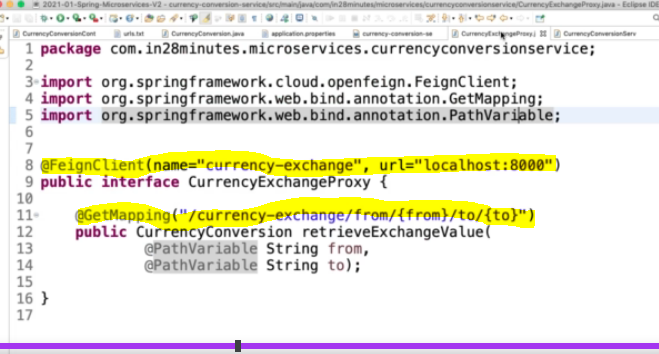 2021-01-Spring-Microservices-V2 - currency-conversion-service/src/main/java/com/in28minutes/microservices/currencyconversionservice/CurrencyExchangeProxy.java - Eclipse IDE
CurrencyConversionCont urls.txt CurrencyConversion.java application.properties currency-conversion-se CurrencyExchangeProxy.j CurrencyConversionServ
1 package com.in28minutes.microservices.currencyconversionservice;
2
3 import org.springframework.cloud.openfeign.FeignClient;
4 import org.springframework.web.bind.annotation.GetMapping;
5 import org.springframework.web.bind.annotation.PathVariable;
6
7
8 @FeignClient(name="currency-exchange", url="localhost:8000")
9 public interface CurrencyExchangeProxy {
10
11 @GetMapping("/currency-exchange/from/{from}/to/{to}")
12 public CurrencyConversion retrieveExchangeValue(
13 @PathVariable String from,
14 @PathVariable String to);
15
16 }
17